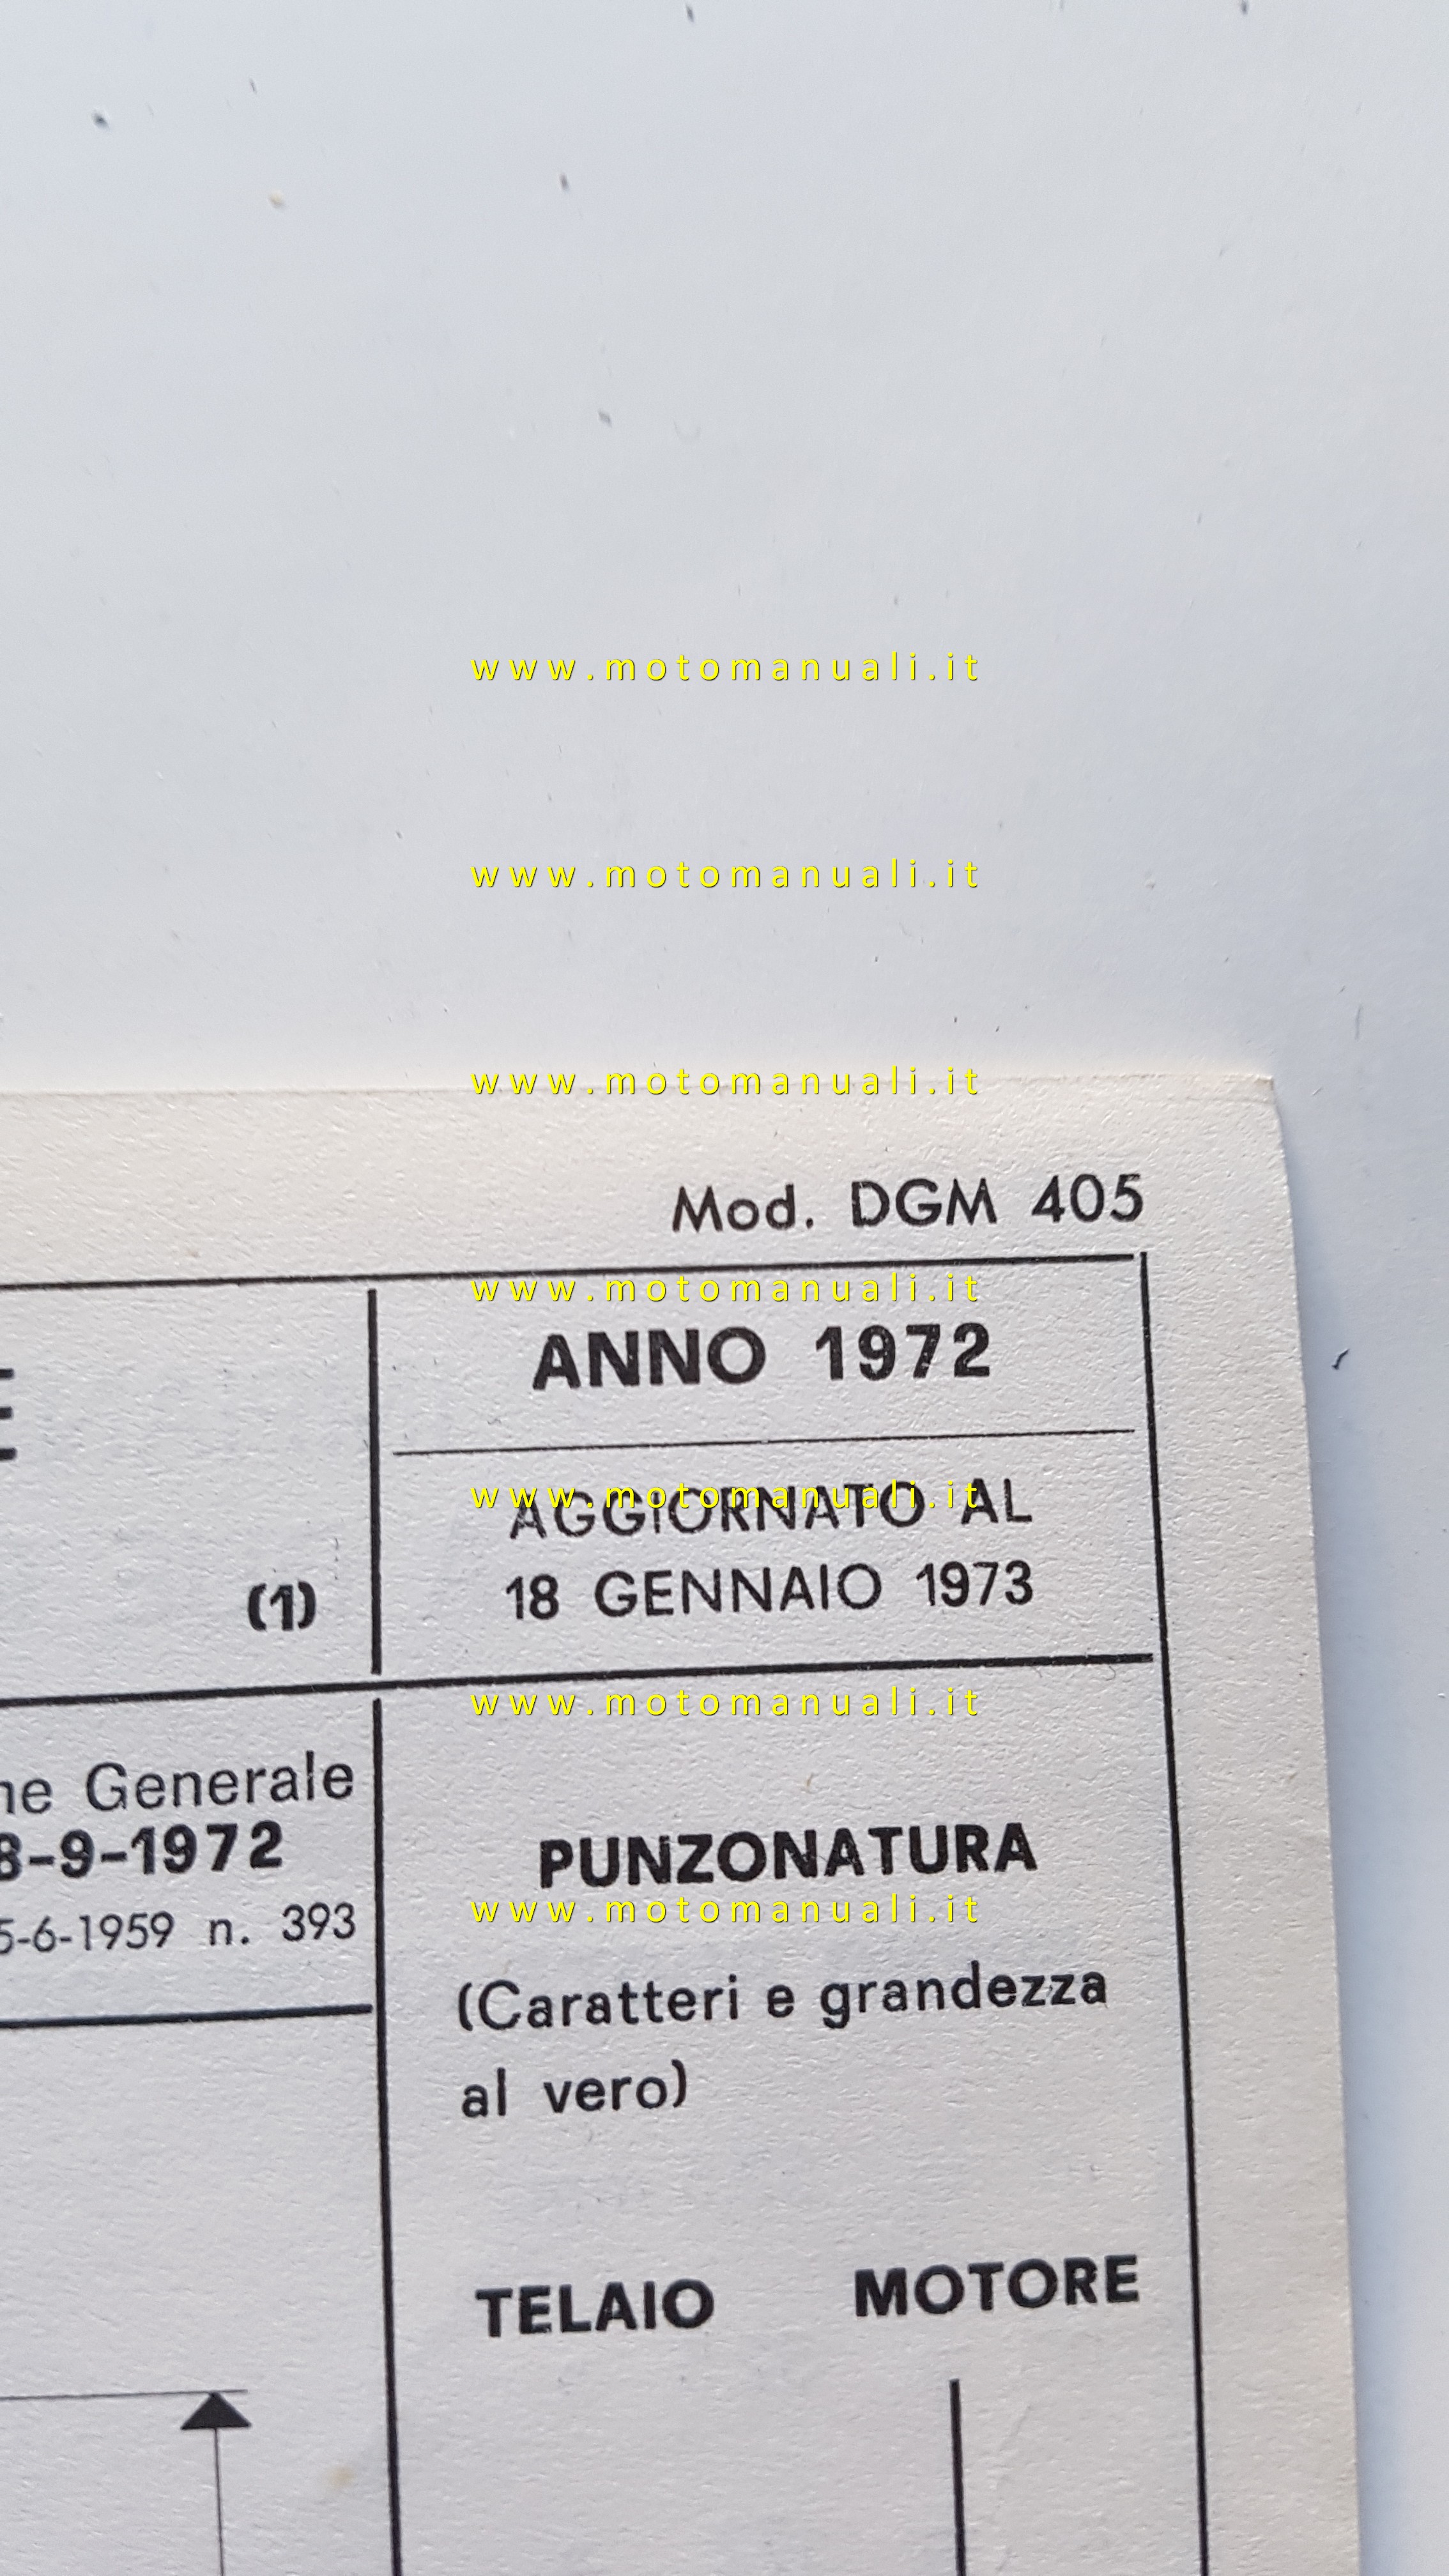 www.motomanuali.it
www.motomanuali.it
www.motomanuali.it
Mod. DGM 405
www.motomanuali.it
ANNO 1972
www.motomanuali.it
AGGIORNATO AL
18 GENNAIO 1973
(1)
www.motomanuali.it
Generale
8-9-1972
5-6-1959 n. 393
PUNZONATURA
www.motomanuali.it
(Caratteri e grandezza
al vero)
TELAIO MOTORE